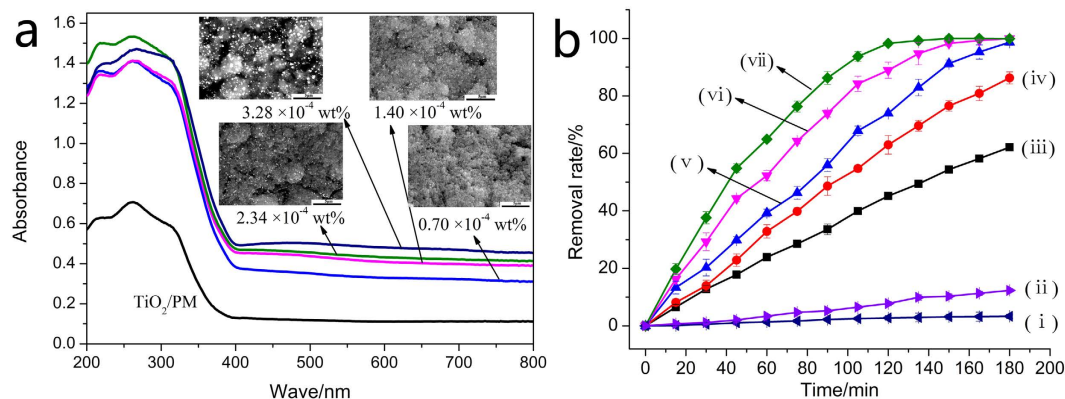 a
1.6
1.4
1.2
1.0
0.8
0.6
0.4
0.2
0.0
Absorbance
3.28 ×10⁻⁴ wt%
1.40 ×10⁻⁴ wt%
2.34 ×10⁻⁴ wt%
0.70 ×10⁻⁴ wt%
TiO₂/PM
200 300 400 500 600 700 800
Wave/nm
b
100
80
60
40
20
0
Removal rate/%
(vii)
(vi)
(v)
(iv)
(iii)
(ii)
(i)
0 20 40 60 80 100 120 140 160 180 200
Time/min